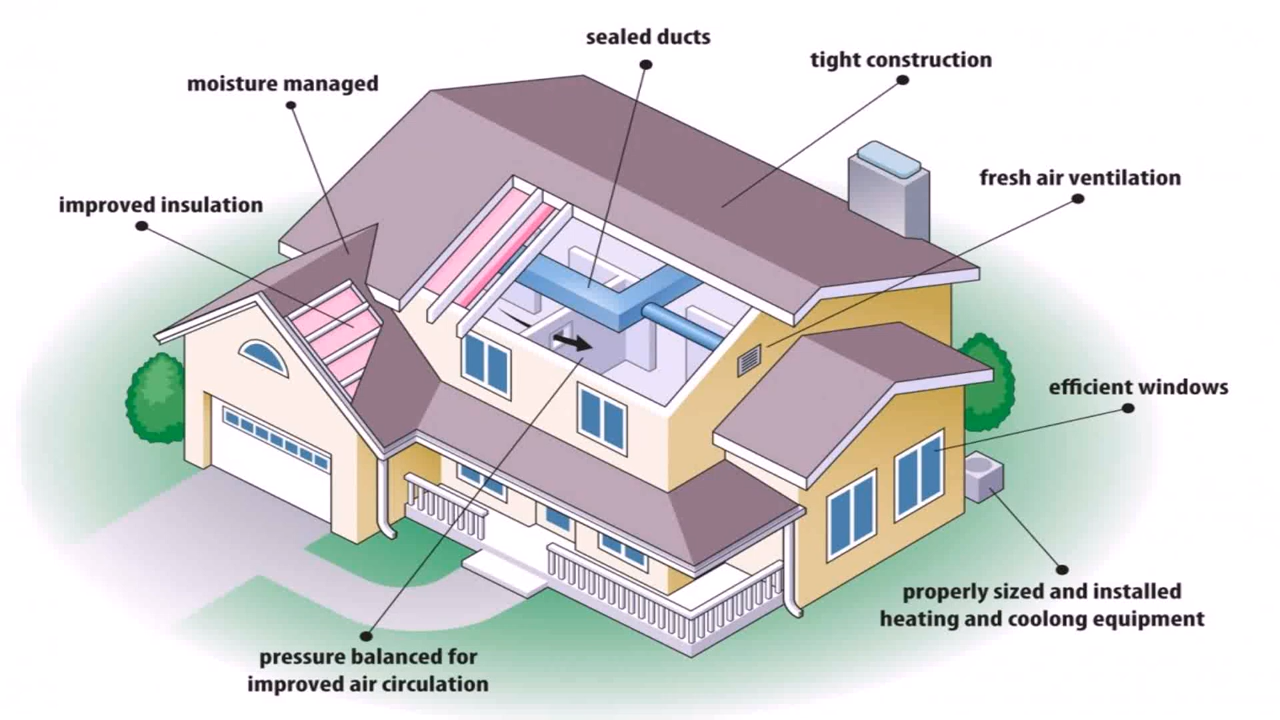 sealed ducts
tight construction
moisture managed
fresh air ventilation
improved insulation
efficient windows
properly sized and installed
heating and coolong equipment
pressure balanced for
improved air circulation